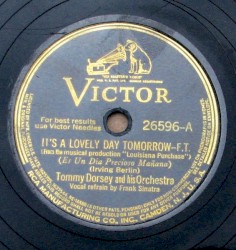 "HIS MASTER'S VOICE"
VICTOR
For best results
use Victor Needles
26596-A
IT'S A LOVELY DAY TOMORROW–F.T.
(from the musical production "Louisiana Purchase")
(Es Un Día Precioso Mañana)
(Irving Berlin)
Tommy Dorsey and his Orchestra
Vocal refrain by Frank Sinatra
RCA MANUFACTURING CO., INC., CAMDEN, N. J., U. S. A.